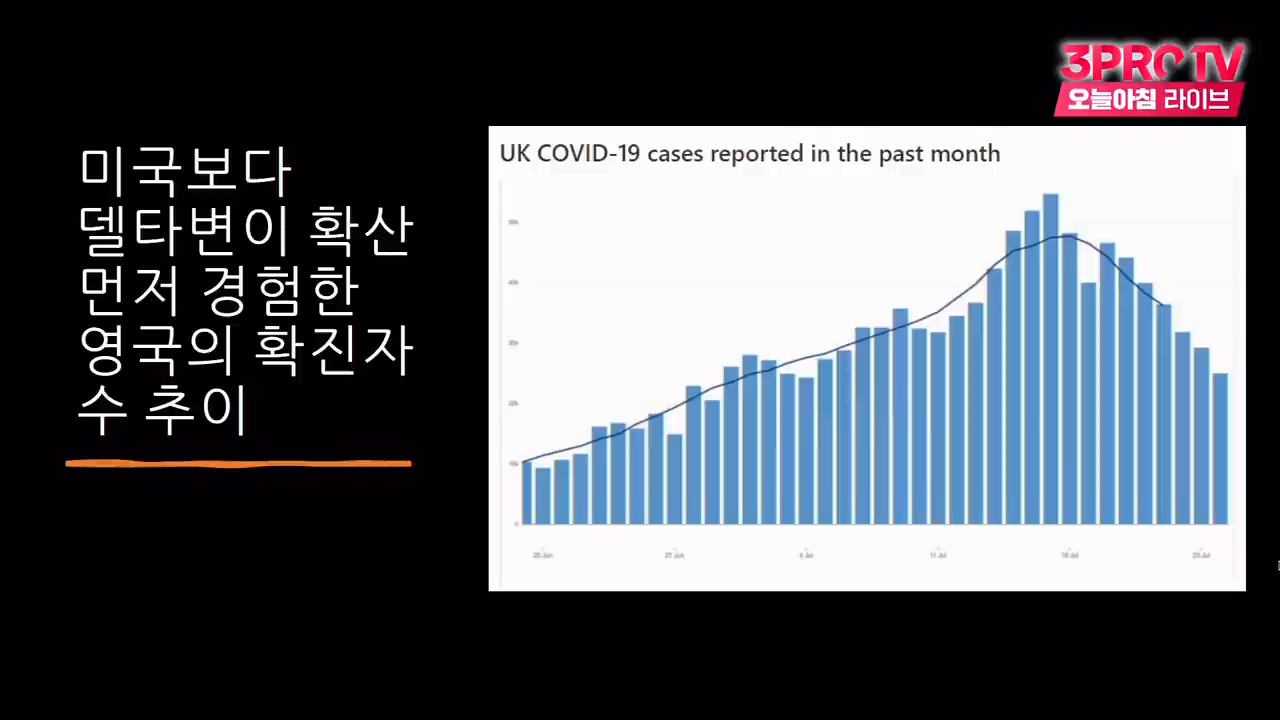 3PRO TV
오늘아침 라이브
미국보다
델타변이 확산
먼저 경험한
영국의 확진자
수 추이
UK COVID-19 cases reported in the past month